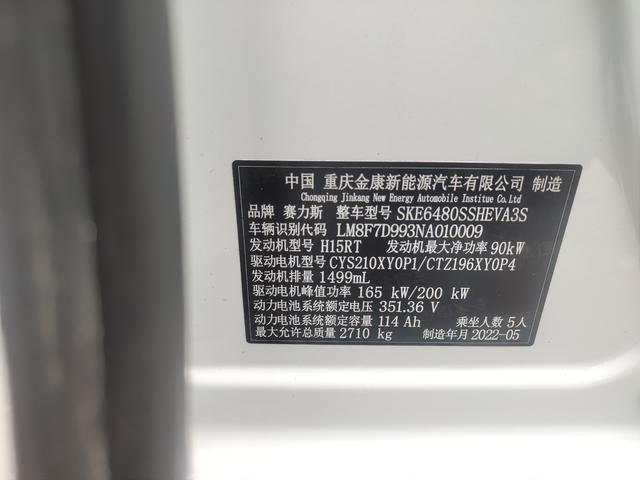 中国 重庆金康新能源汽车有限公司 制造
Chongqing Jinkang New Energy Automobile Institue Co.,Ltd
品牌 赛力斯 整车型号 SKE6480SSHEVA3S
车辆识别代码 LM8F7D993NA010009
发动机型号 H15RT 发动机最大净功率 90kW
驱动电机型号 CYS210XY0P1/CTZ196XY0P4
发动机排量 1499mL
驱动电机峰值功率 165 kW/200 kW
动力电池系统额定电压 351.36 V
动力电池系统额定容量 114 Ah 乘坐人数 5人
最大允许总质量 2710 kg 制造年月 2022-05